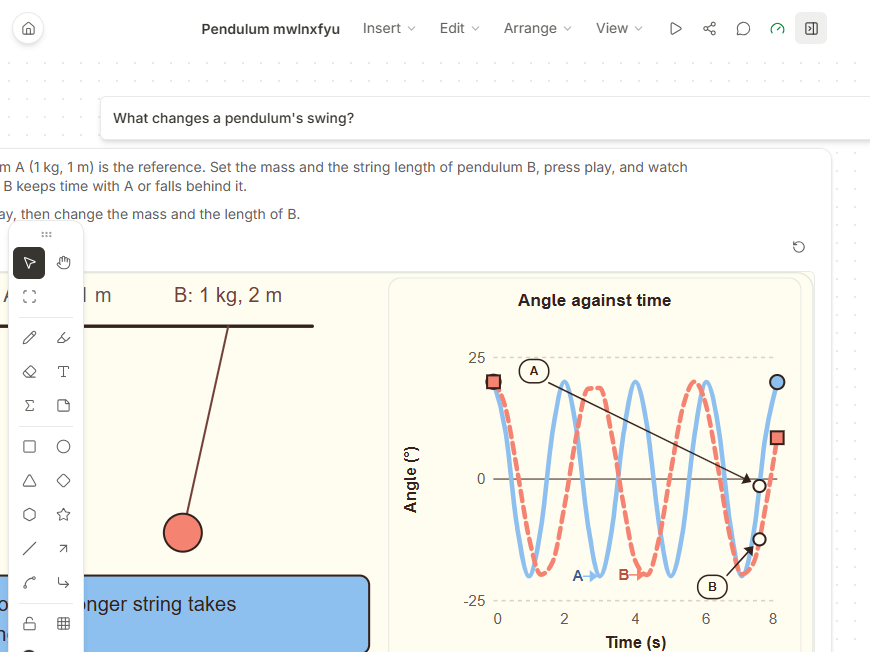 Pendulum mwlnxfyu Insert Edit Arrange View
What changes a pendulum's swing?
m A (1 kg, 1 m) is the reference. Set the mass and the string length of pendulum B, press play, and watch
B keeps time with A or falls behind it.
ay, then change the mass and the length of B.
1 m B: 1 kg, 2 m
Angle against time
25
A
0
Angle (°)
A B
B
-25
0 2 4 6 8
Time (s)
onger string takes